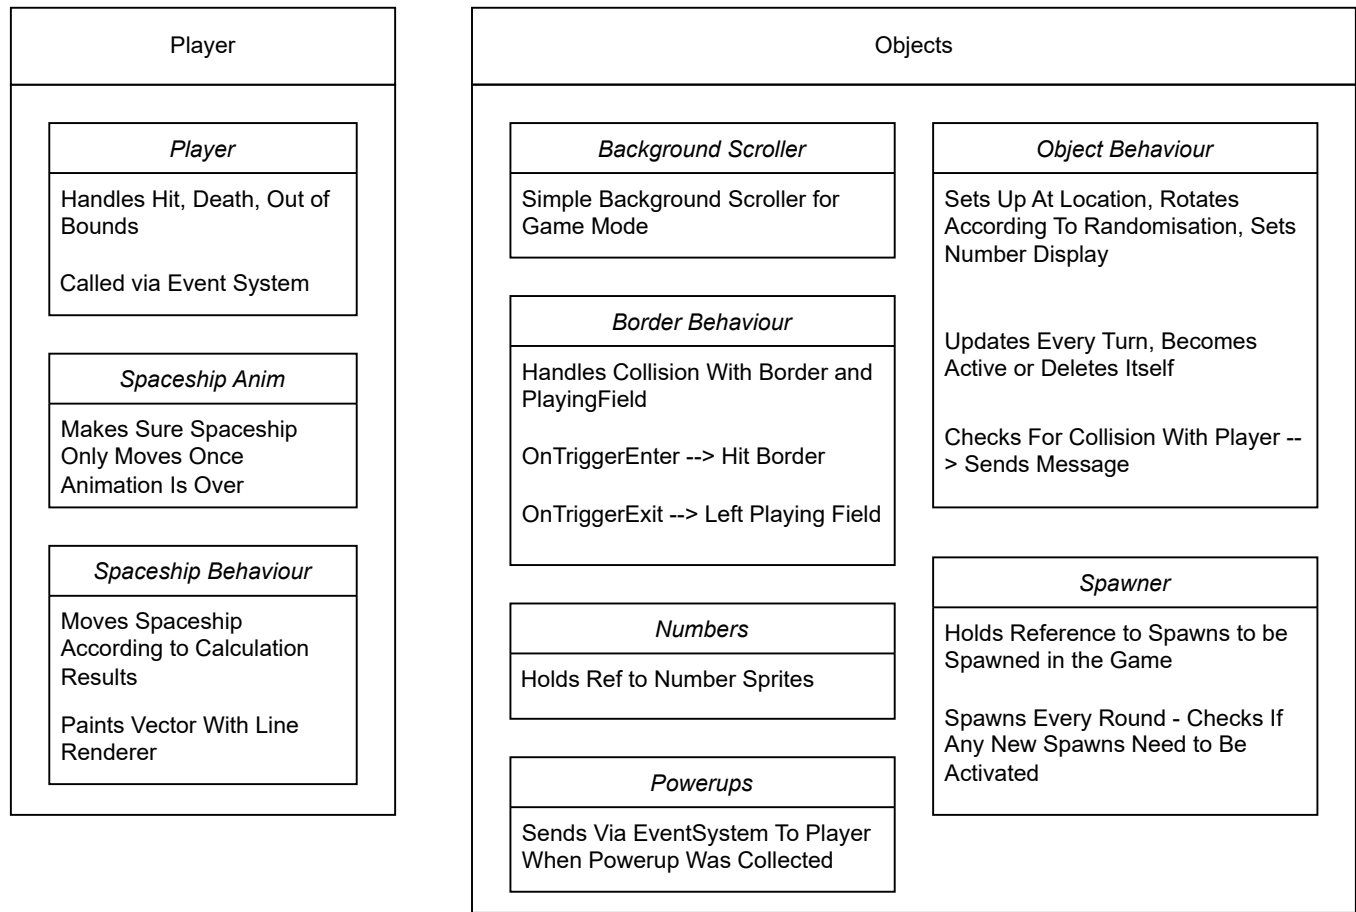 Player
Player
Handles Hit, Death, Out of
Bounds
Called via Event System
Spaceship Anim
Makes Sure Spaceship
Only Moves Once
Animation Is Over
Spaceship Behaviour
Moves Spaceship
According to Calculation
Results
Paints Vector With Line
Renderer
Objects
Background Scroller
Simple Background Scroller for
Game Mode
Border Behaviour
Handles Collision With Border and
PlayingField
OnTriggerEnter --> Hit Border
OnTriggerExit --> Left Playing Field
Numbers
Holds Ref to Number Sprites
Powerups
Sends Via EventSystem To Player
When Powerup Was Collected
Object Behaviour
Sets Up At Location, Rotates
According To Randomisation, Sets
Number Display
Updates Every Turn, Becomes
Active or Deletes Itself
Checks For Collision With Player --
> Sends Message
Spawner
Holds Reference to Spawns to be
Spawned in the Game
Spawns Every Round - Checks If
Any New Spawns Need to Be
Activated